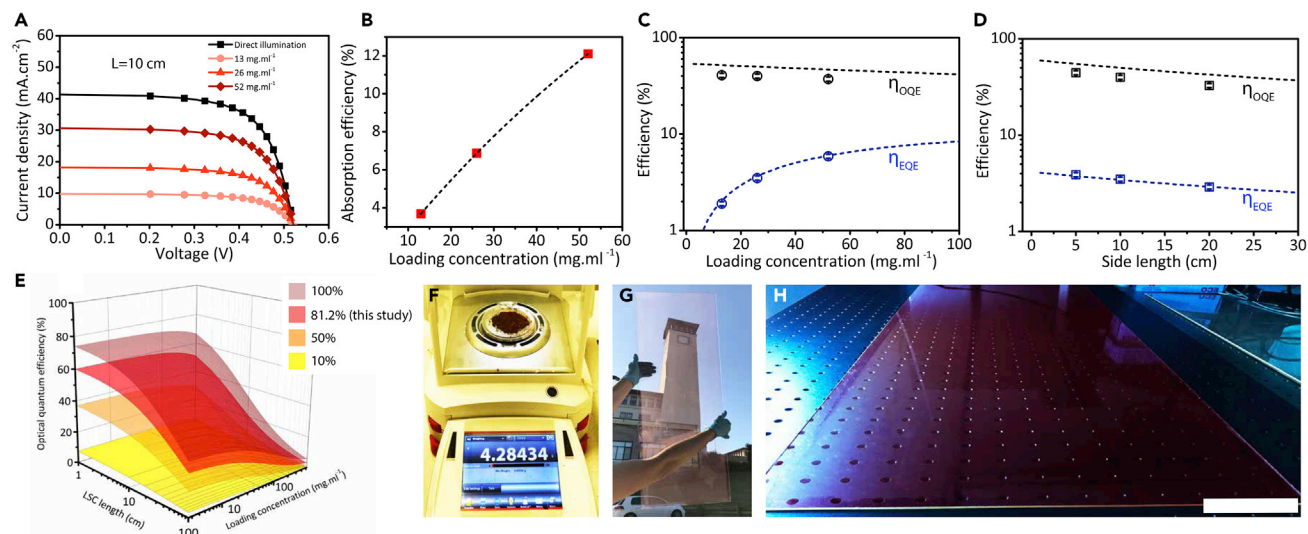 A
Current density (mA.cm⁻²)
60
50
40
30
20
10
0
L=10 cm
Direct illumination
13 mg.ml⁻¹
26 mg.ml⁻¹
52 mg.ml⁻¹
0.0 0.1 0.2 0.3 0.4 0.5 0.6
Voltage (V)
B
Absorption efficiency (%)
12
10
8
6
4
10 20 30 40 50 60
Loading concentration (mg.ml⁻¹)
C
Efficiency (%)
100
10
1
ηOQE
ηEQE
0 20 40 60 80 100
Loading concentration (mg.ml⁻¹)
D
Efficiency (%)
100
10
1
ηOQE
ηEQE
0 5 10 15 20 25 30
Side length (cm)
E
Optical quantum efficiency (%)
100
80
60
40
20
0
100%
81.2% (this study)
50%
10%
1
10
100
LSC length (cm)
10
100
Loading concentration (mg.ml⁻¹)
F
4.28434
G
H